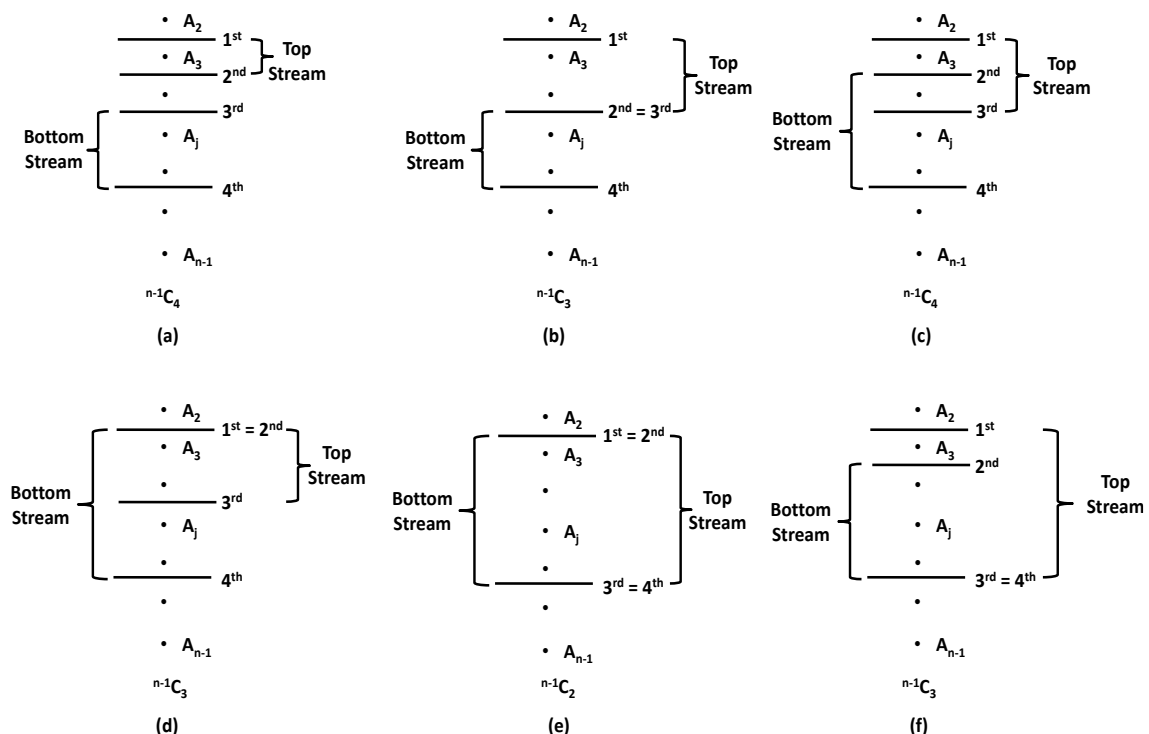 A₂
1ˢᵗ
A₃
2ⁿᵈ
3ʳᵈ
Aⱼ
4ᵗʰ
Aₙ₋₁
Top
Stream
Bottom
Stream
ⁿ⁻¹C₄
(a)
A₂
1ˢᵗ
A₃
2ⁿᵈ = 3ʳᵈ
Aⱼ
4ᵗʰ
Aₙ₋₁
Top
Stream
Bottom
Stream
ⁿ⁻¹C₃
(b)
A₂
1ˢᵗ
A₃
2ⁿᵈ
3ʳᵈ
Aⱼ
4ᵗʰ
Aₙ₋₁
Top
Stream
Bottom
Stream
ⁿ⁻¹C₄
(c)
A₂
1ˢᵗ = 2ⁿᵈ
A₃
3ʳᵈ
Aⱼ
4ᵗʰ
Aₙ₋₁
Top
Stream
Bottom
Stream
ⁿ⁻¹C₃
(d)
A₂
1ˢᵗ = 2ⁿᵈ
A₃
Aⱼ
3ʳᵈ = 4ᵗʰ
Aₙ₋₁
Top
Stream
Bottom
Stream
ⁿ⁻¹C₂
(e)
A₂
1ˢᵗ
A₃
2ⁿᵈ
Aⱼ
3ʳᵈ = 4ᵗʰ
Aₙ₋₁
Top
Stream
Bottom
Stream
ⁿ⁻¹C₃
(f)